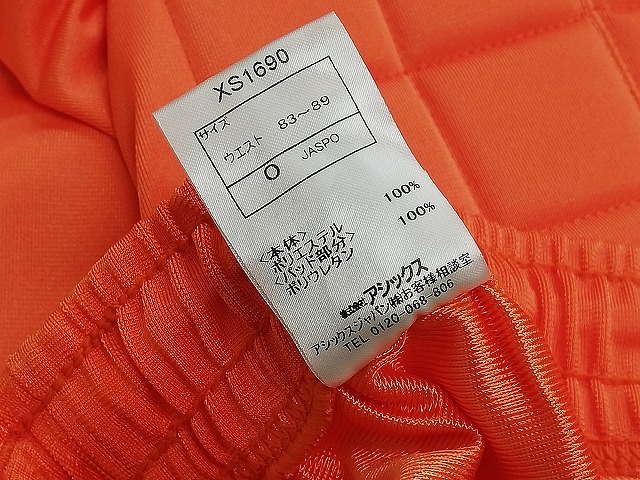 XS1690
サイズ
ウエスト 83～89
O JASPO
<本体>
ポリエステル 100%
<パッド部分>
ポリウレタン 100%
アシックス
アシックスジャパン㈱お客様相談室
TEL 0120-068-806